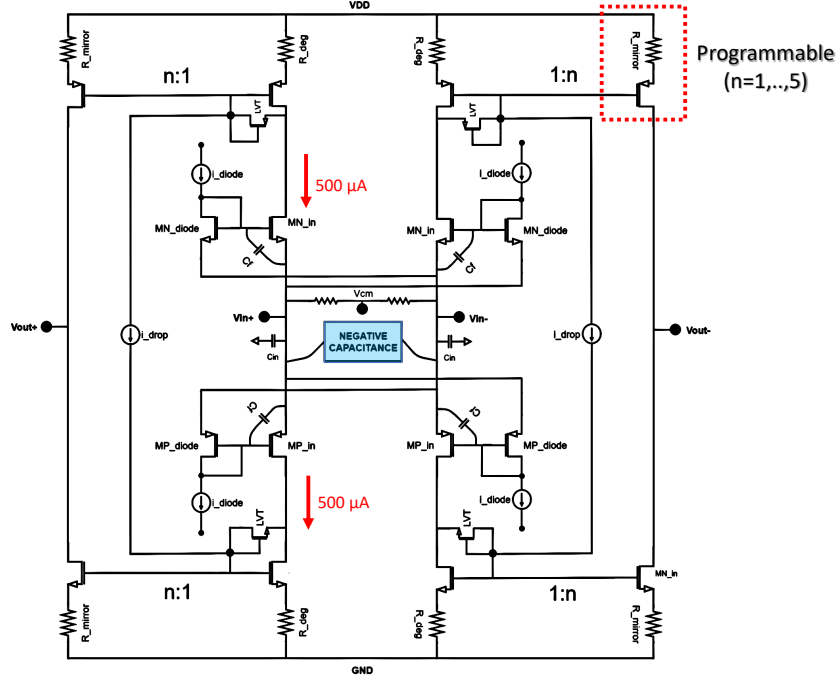 VDD
R_mirror
R_deg
R_deg
R_mirror
Programmable
(n=1,..,5)
n:1
1:n
LVT
LVT
i_diode
500 µA
i_diode
MN_diode
MN_in
MN_in
MN_diode
Cf
Cf
Vcm
Vout+
Vin+
Vin-
Vout-
i_drop
NEGATIVE
CAPACITANCE
i_drop
Cin
Cin
Cf
Cf
MP_diode
MP_in
MP_in
MP_diode
i_diode
500 µA
i_diode
LVT
LVT
n:1
1:n
MN_in
R_mirror
R_deg
R_deg
R_mirror
GND